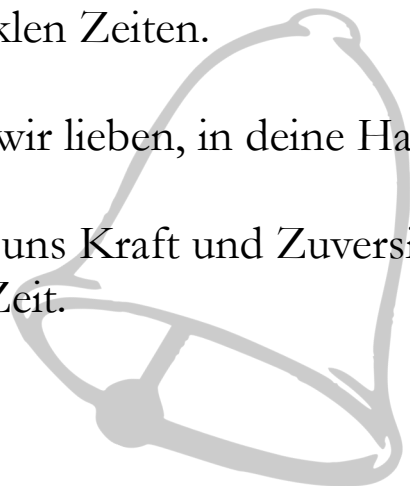 klen Zeiten.
wir lieben, in deine Ha
uns Kraft und Zuversi
Zeit.